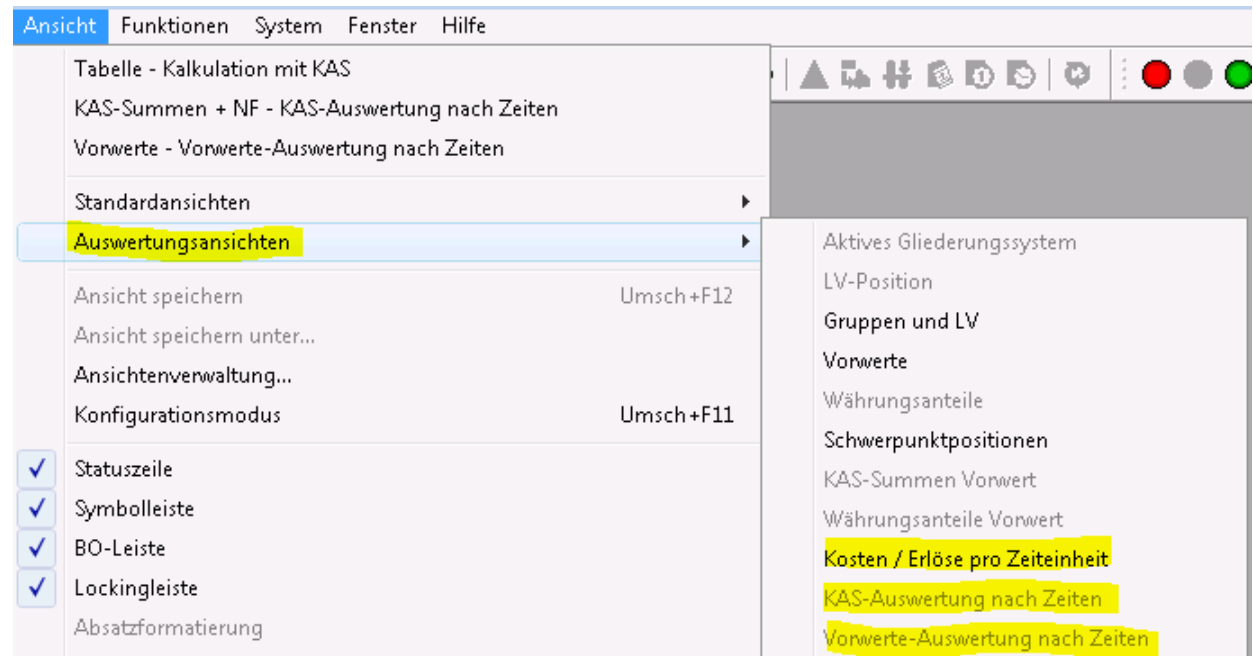 Ansicht Funktionen System Fenster Hilfe
Tabelle - Kalkulation mit KAS
KAS-Summen + NF - KAS-Auswertung nach Zeiten
Vorwerte - Vorwerte-Auswertung nach Zeiten
Standardansichten
Auswertungsansichten
Ansicht speichern Umsch+F12
Ansicht speichern unter...
Ansichtenverwaltung...
Konfigurationsmodus Umsch+F11
Statuszeile
Symbolleiste
BO-Leiste
Lockingleiste
Absatzformatierung
Aktives Gliederungssystem
LV-Position
Gruppen und LV
Vorwerte
Währungsanteile
Schwerpunktpositionen
KAS-Summen Vorwert
Währungsanteile Vorwert
Kosten / Erlöse pro Zeiteinheit
KAS-Auswertung nach Zeiten
Vorwerte-Auswertung nach Zeiten